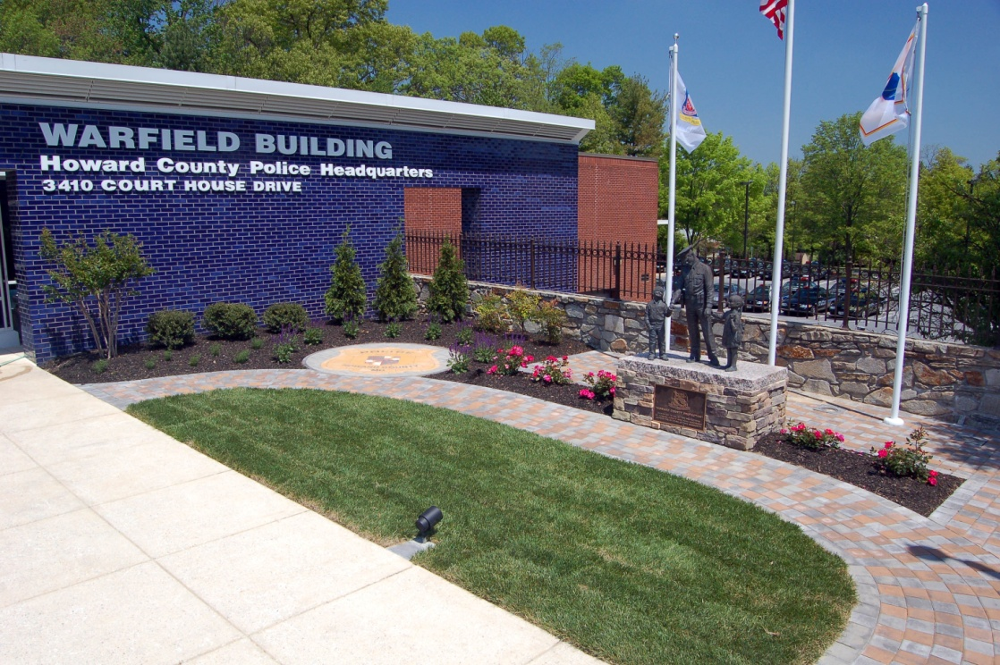 WARFIELD BUILDING
Howard County Police Headquarters
3410 COURT HOUSE DRIVE